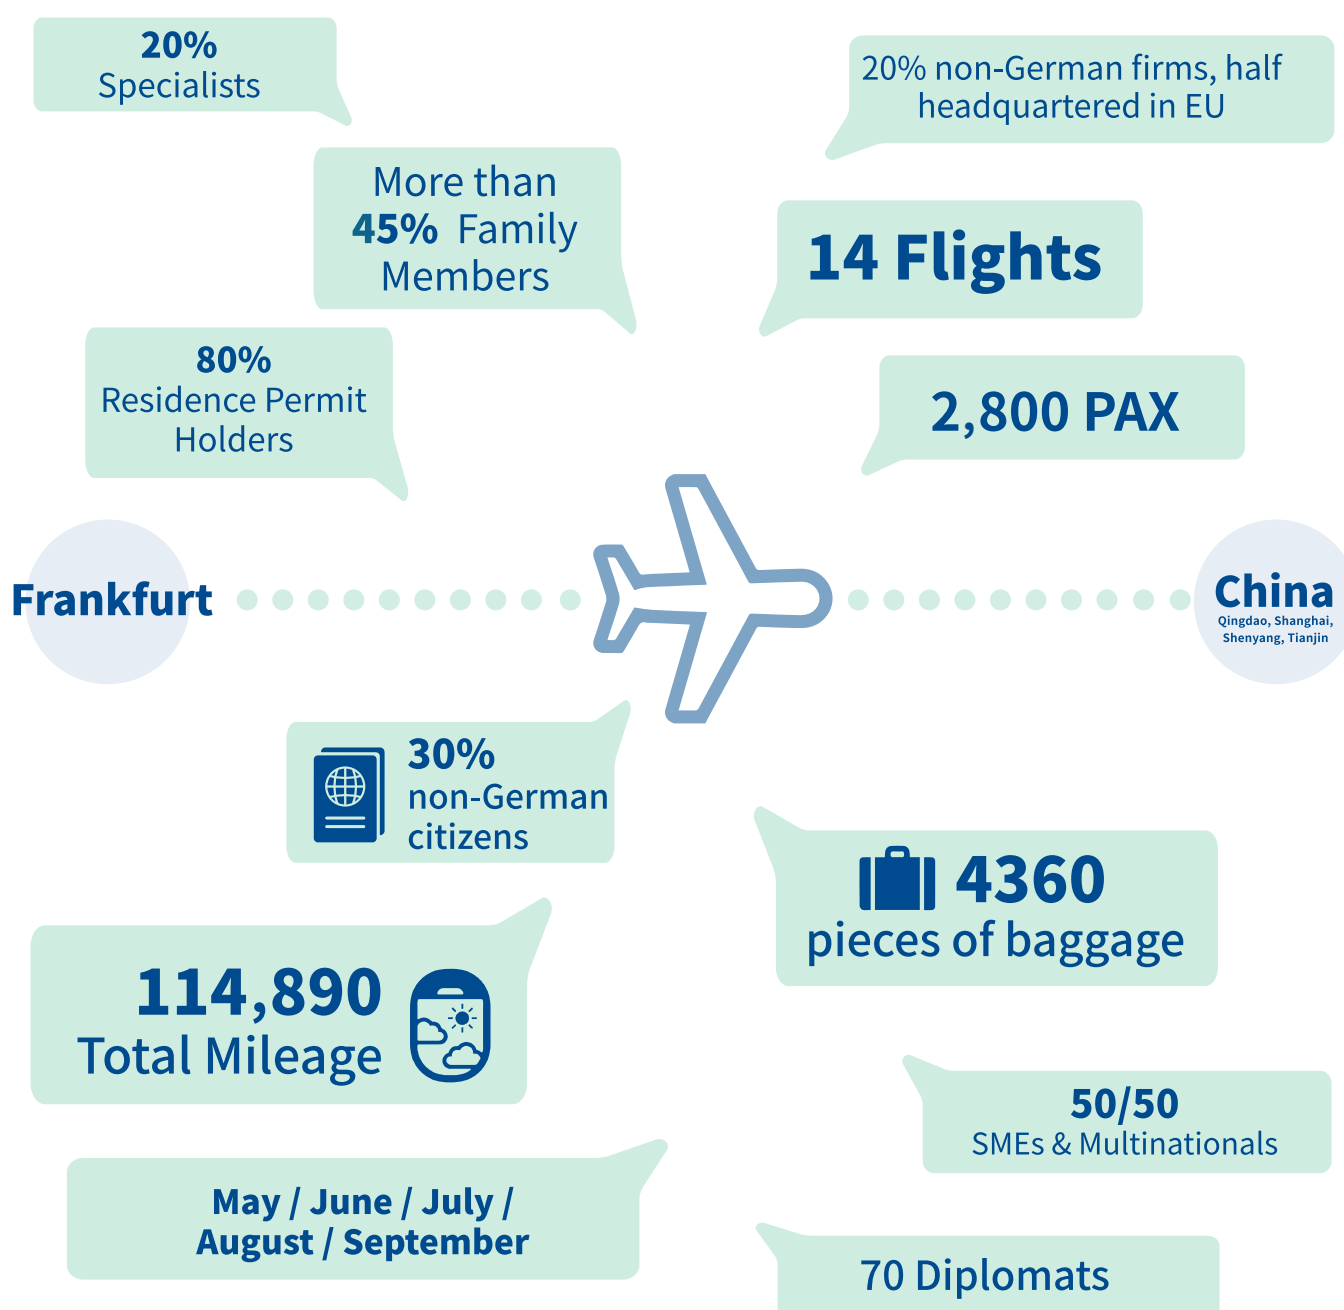 20%
Specialists
20% non-German firms, half
headquartered in EU
More than
45% Family
Members
14 Flights
80%
Residence Permit
Holders
2,800 PAX
Frankfurt
China
Qingdao, Shanghai,
Shenyang, Tianjin
30%
non-German
citizens
4360
pieces of baggage
114,890
Total Mileage
50/50
SMEs & Multinationals
May / June / July /
August / September
70 Diplomats